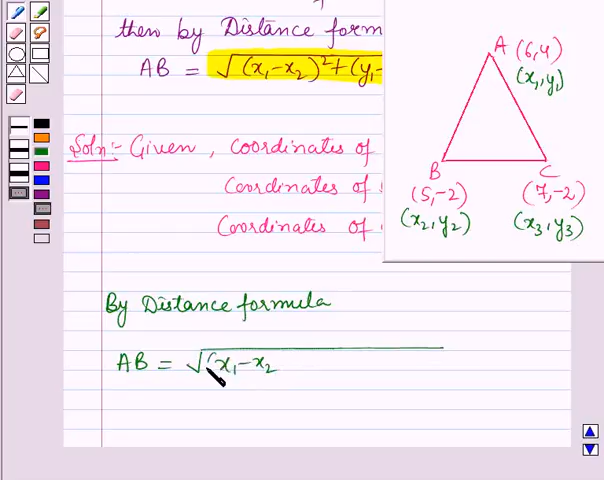 then by Distance form
AB = √(x₁-x₂)²+(y₁-
Soln:- Given, Coordinates of
Coordinates of
Coordinates of
A (6,4)
(x₁,y₁)
B
(5,-2)
(x₂,y₂)
C
(7,-2)
(x₃,y₃)
By Distance formula
AB = √(x₁-x₂